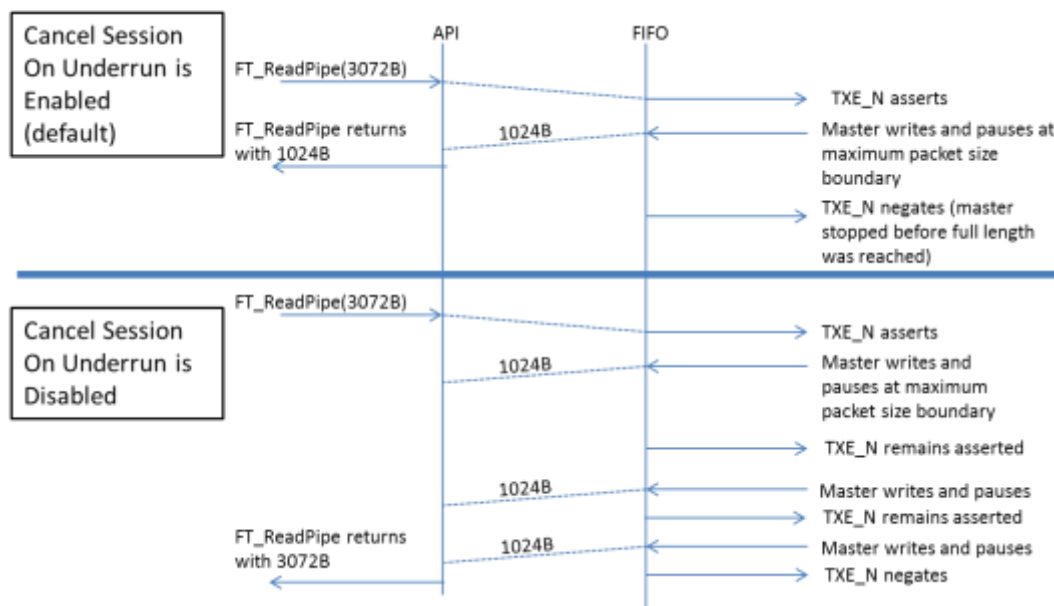 Cancel Session
On Underrun is
Enabled
(default)
API
FIFO
FT_ReadPipe(3072B)
TXE_N asserts
FT_ReadPipe returns
with 1024B
1024B
Master writes and pauses at
maximum packet size
boundary
TXE_N negates (master
stopped before full length
was reached)
Cancel Session
On Underrun is
Disabled
FT_ReadPipe(3072B)
TXE_N asserts
1024B
Master writes and
pauses at maximum
packet size boundary
TXE_N remains asserted
1024B
Master writes and pauses
TXE_N remains asserted
FT_ReadPipe returns
with 3072B
1024B
Master writes and pauses
TXE_N negates